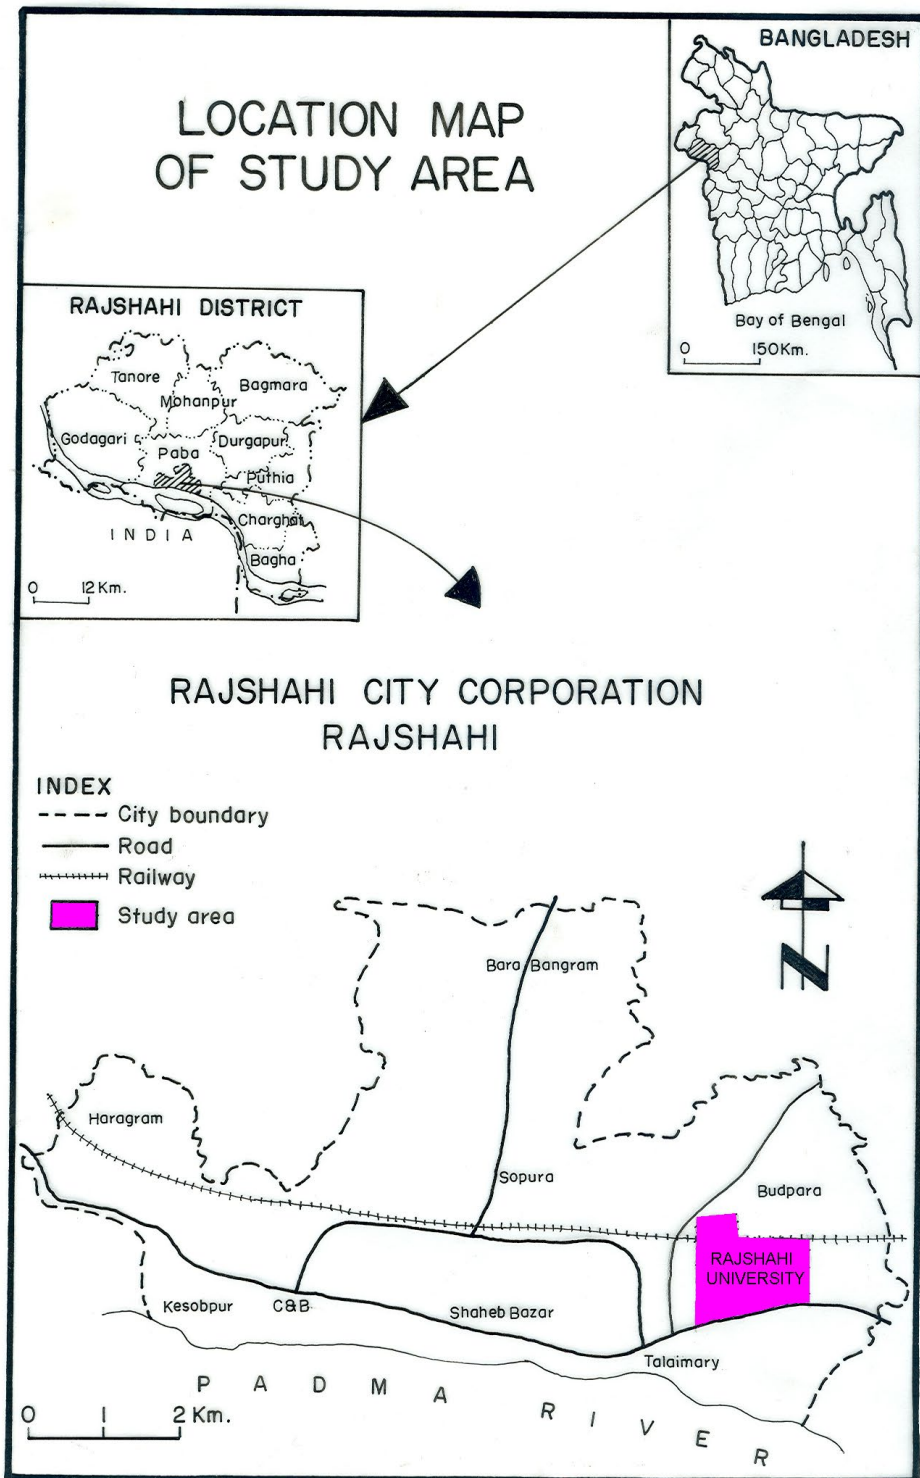 LOCATION MAP
OF STUDY AREA
BANGLADESH
Bay of Bengal
0 150Km.
RAJSHAHI DISTRICT
Tanore
Mohanpur
Bagmara
Godagari
Paba
Durgapur
Puthia
Charghat
INDIA
Bagha
0 12Km.
RAJSHAHI CITY CORPORATION
RAJSHAHI
INDEX
City boundary
Road
Railway
Study area
N
Bara Bangram
Haragram
Sopura
Budpara
RAJSHAHI
UNIVERSITY
Kesobpur
C&B
Shaheb Bazar
Talaimary
PADMA RIVER
0 1 2 Km.